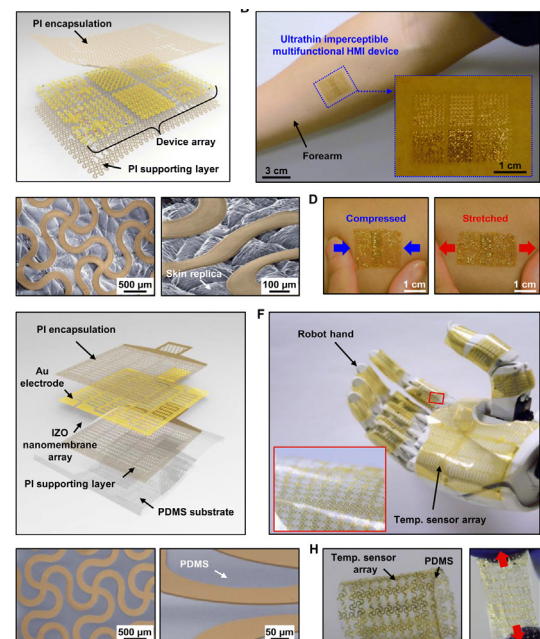 PI encapsulation
Device array
PI supporting layer
B
Ultrathin imperceptible
multifunctional HMI device
Forearm
3 cm
1 cm
500 µm
Skin replica
100 µm
D
Compressed
1 cm
Stretched
1 cm
PI encapsulation
Au
electrode
IZO
nanomembrane
array
PI supporting layer
PDMS substrate
F
Robot hand
Temp. sensor
array
500 µm
PDMS
50 µm
H
Temp. sensor
array
PDMS